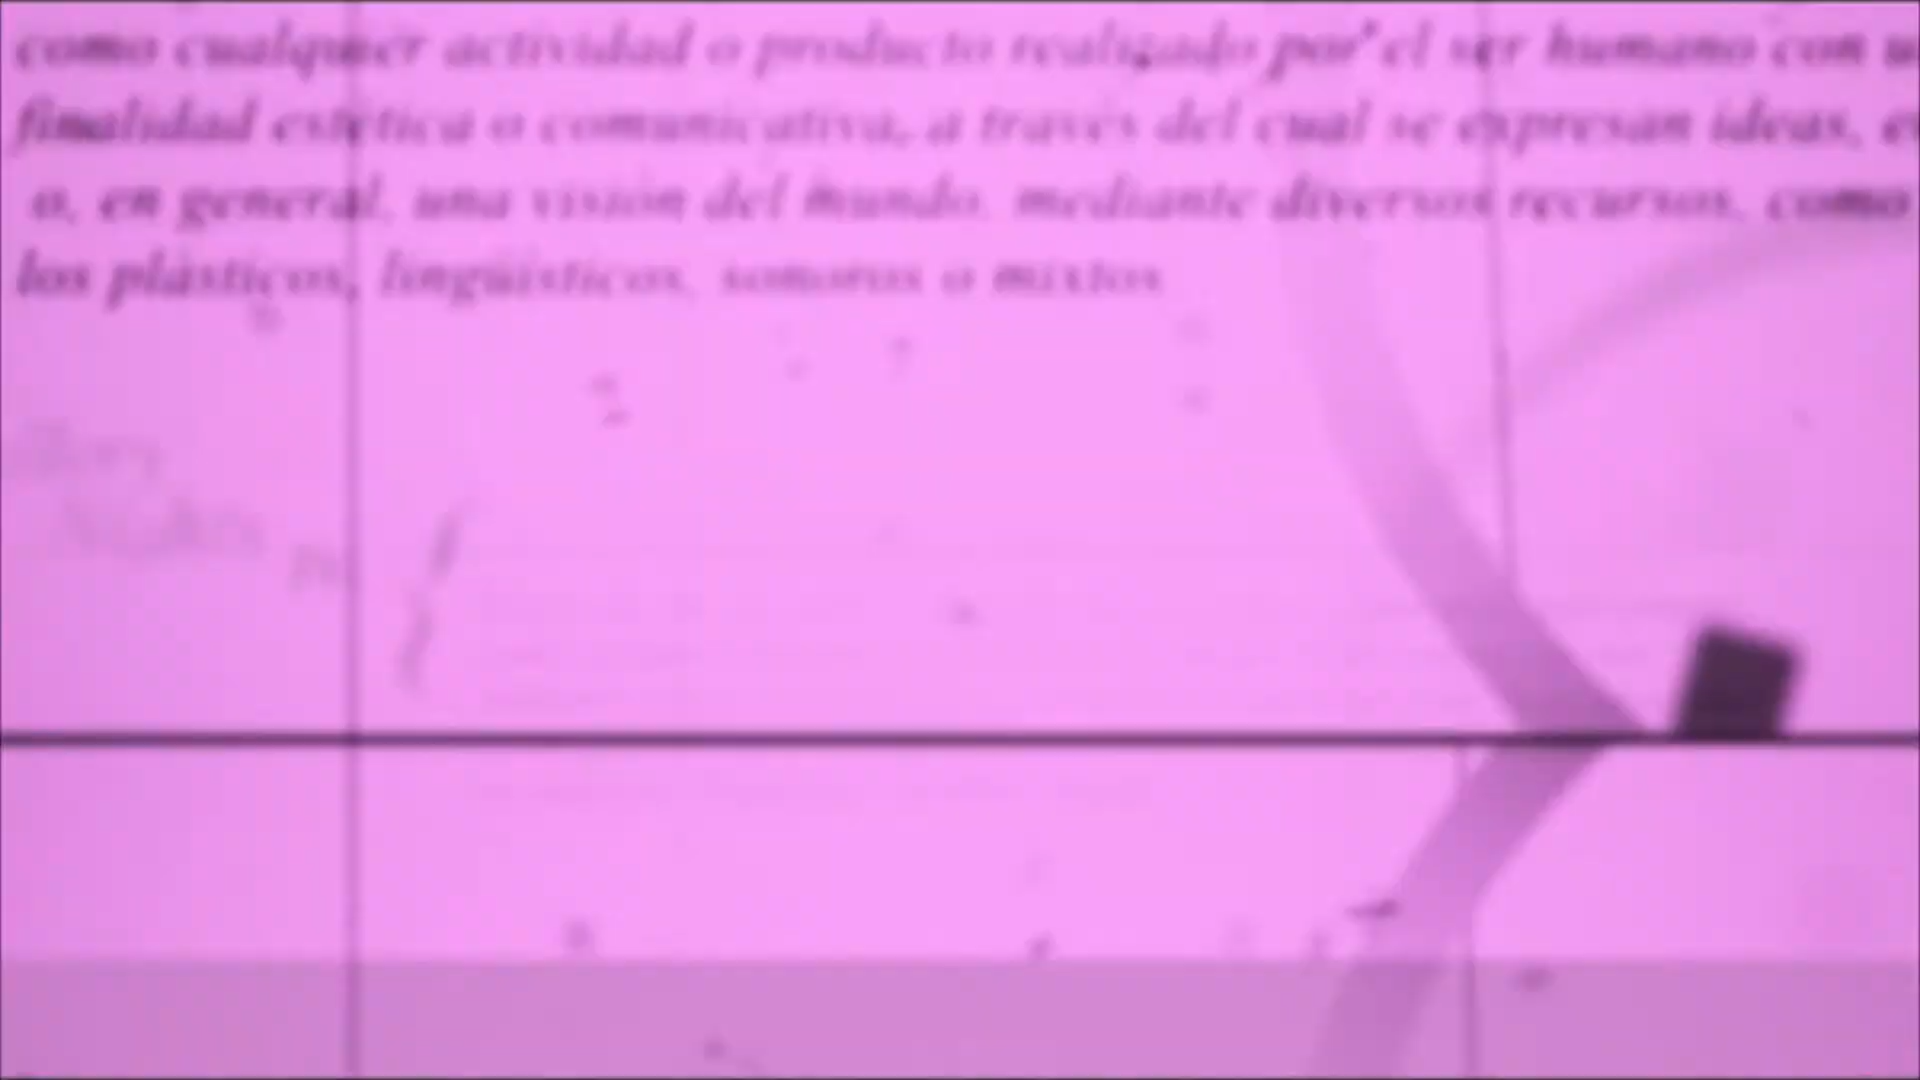 como cualquier actividad o producto realizado por el ser humano con
finalidad estética o comunicativa, a través del cual se expresan ideas,
o, en general, una visión del mundo, mediante diversos recursos, como
los plásticos, lingüísticos, sonoros o mixtos